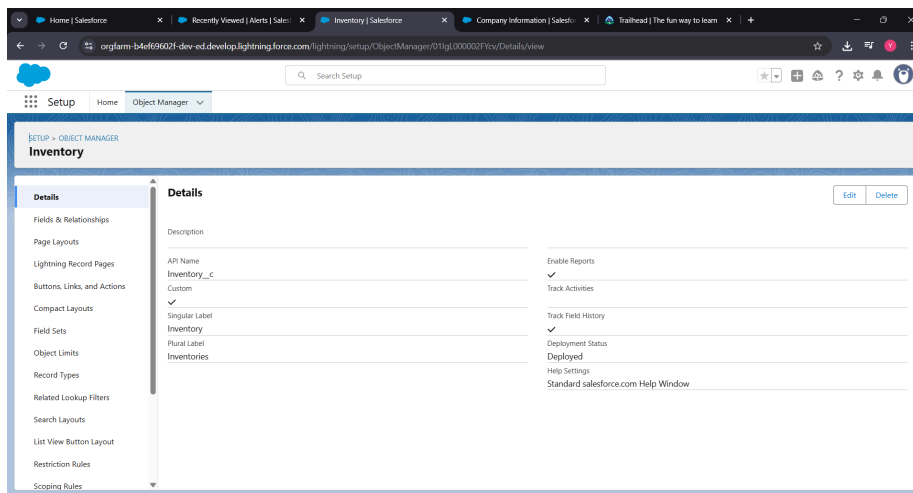 Home | Salesforce
Recently Viewed | Alerts | Sales
Inventory | Salesforce
Company Information | Salesfo
Trailhead | The fun way to learn
orgfarm-b4ef69602f-dev-ed.develop.lightning.force.com/lightning/setup/ObjectManager/01IgL000002FYcv/Details/view
Y
Search Setup
Setup
Home
Object Manager
SETUP > OBJECT MANAGER
Inventory
Details
Fields & Relationships
Page Layouts
Lightning Record Pages
Buttons, Links, and Actions
Compact Layouts
Field Sets
Object Limits
Record Types
Related Lookup Filters
Search Layouts
List View Button Layout
Restriction Rules
Scoping Rules
Details
Edit
Delete
Description
API Name
Inventory__c
Custom
Singular Label
Inventory
Plural Label
Inventories
Enable Reports
Track Activities
Track Field History
Deployment Status
Deployed
Help Settings
Standard salesforce.com Help Window